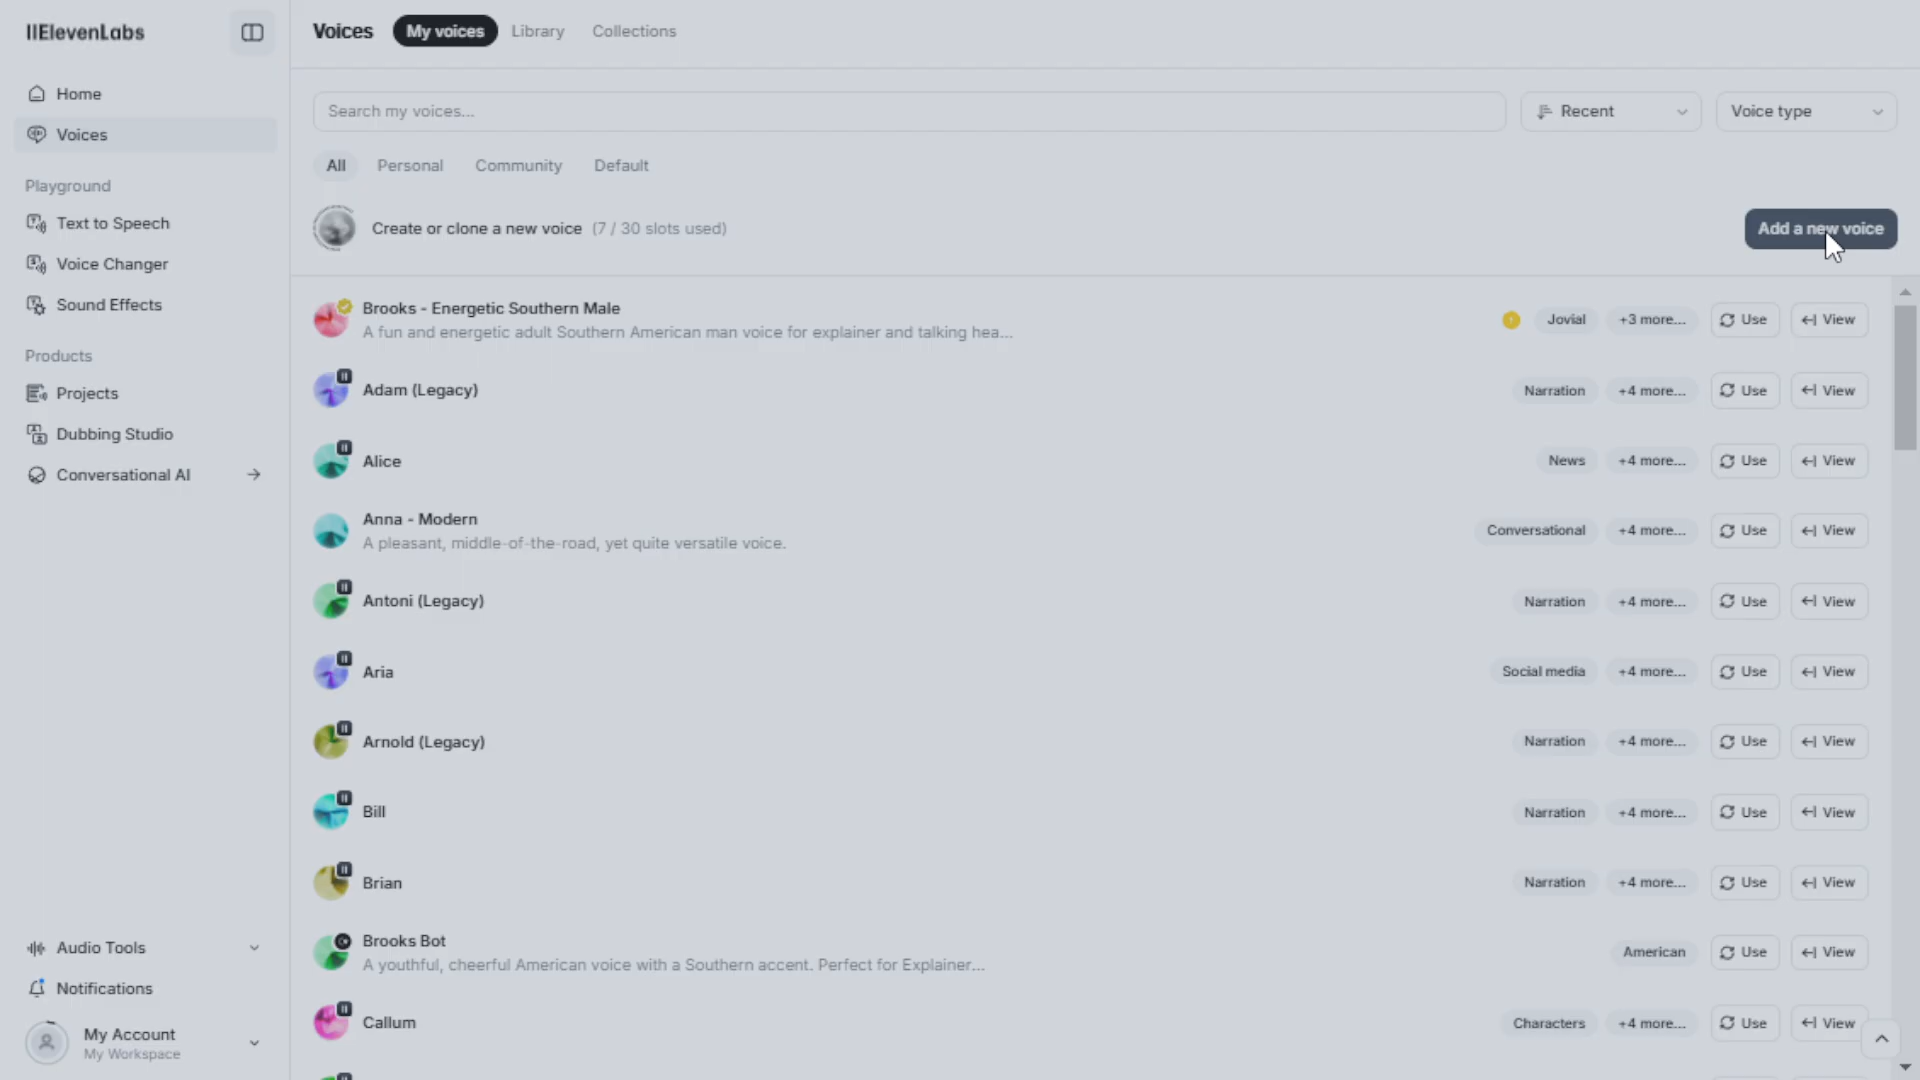 IIElevenLabs
Home
Voices
Playground
Text to Speech
Voice Changer
Sound Effects
Products
Projects
Dubbing Studio
Conversational AI
Audio Tools
Notifications
My Account
My Workspace
Voices My voices Library Collections
Search my voices... Recent Voice type
All Personal Community Default
Create or clone a new voice (7 / 30 slots used) Add a new voice
Brooks - Energetic Southern Male
A fun and energetic adult Southern American man voice for explainer and talking hea...
Jovial +3 more... Use View
Adam (Legacy) Narration +4 more... Use View
Alice News +4 more... Use View
Anna - Modern
A pleasant, middle-of-the-road, yet quite versatile voice.
Conversational +4 more... Use View
Antoni (Legacy) Narration +4 more... Use View
Aria Social media +4 more... Use View
Arnold (Legacy) Narration +4 more... Use View
Bill Narration +4 more... Use View
Brian Narration +4 more... Use View
Brooks Bot
A youthful, cheerful American voice with a Southern accent. Perfect for Explainer...
American Use View
Callum Characters +4 more... Use View